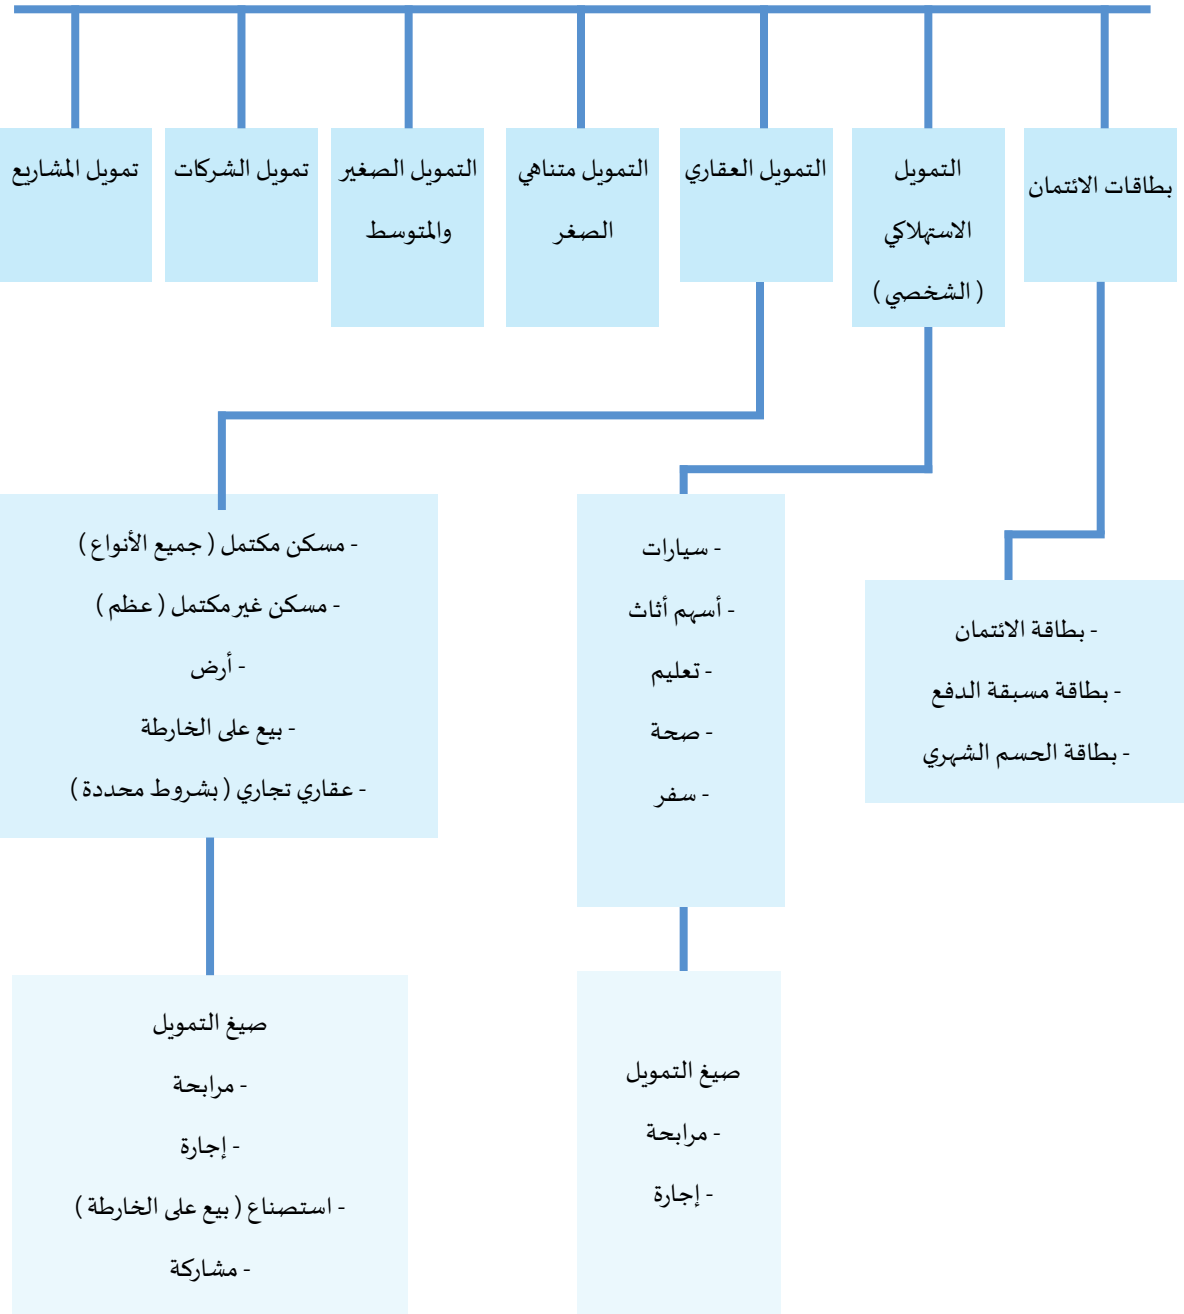 بطاقات الائتمان
التمويل
الاستهلاكي
( الشخصي )
التمويل العقاري
التمويل متناهي
الصغر
التمويل الصغير
والمتوسط
تمويل الشركات
تمويل المشاريع
- بطاقة الائتمان
- بطاقة مسبقة الدفع
- بطاقة الحسم الشهري
- سيارات
- أسهم أثاث
- تعليم
- صحة
- سفر
- مسكن مكتمل ( جميع الأنواع )
- مسكن غير مكتمل ( عظم )
- أرض
- بيع على الخارطة
- عقاري تجاري ( بشروط محددة )
صيغ التمويل
- مرابحة
- إجارة
صيغ التمويل
- مرابحة
- إجارة
- استصناع ( بيع على الخارطة )
- مشاركة